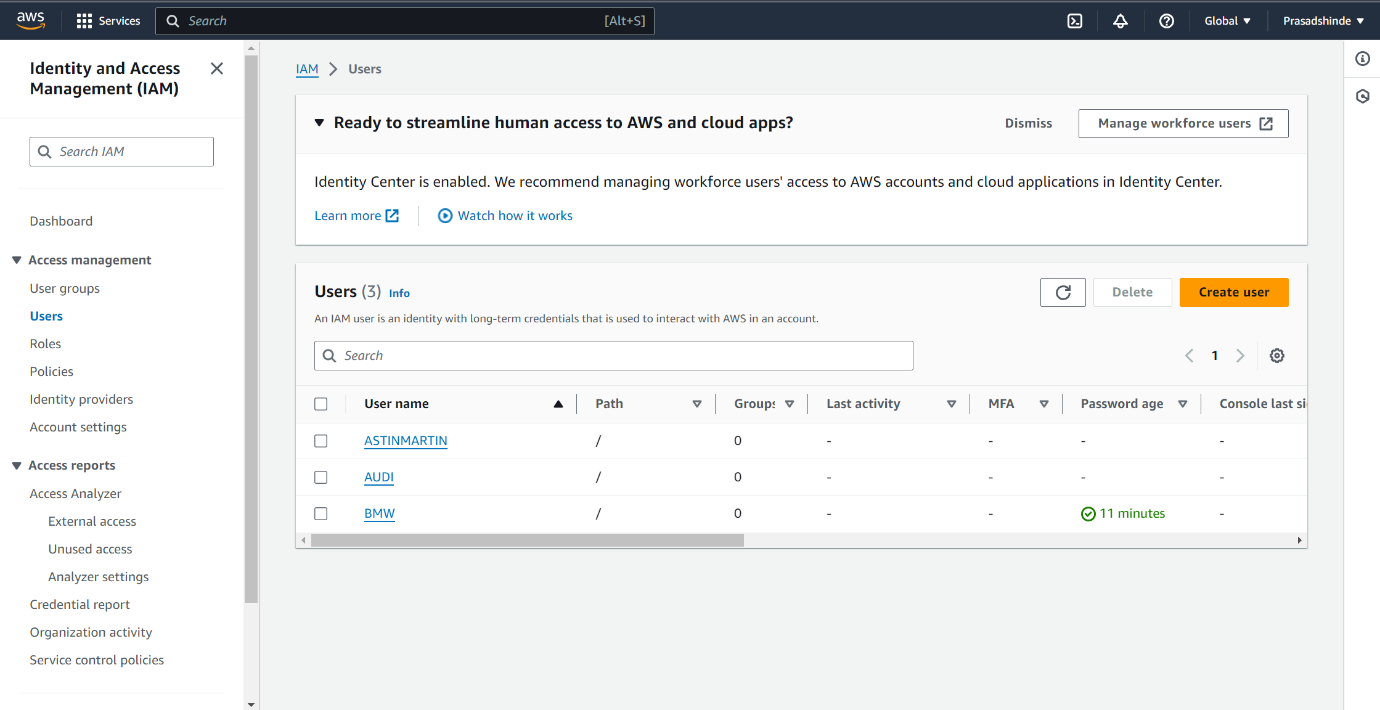 aws
Services
Search
[Alt+S]
Global
Prasadshinde
Identity and Access
Management (IAM)
Search IAM
Dashboard
Access management
User groups
Users
Roles
Policies
Identity providers
Account settings
Access reports
Access Analyzer
External access
Unused access
Analyzer settings
Credential report
Organization activity
Service control policies
IAM > Users
Ready to streamline human access to AWS and cloud apps?
Dismiss
Manage workforce users
Identity Center is enabled. We recommend managing workforce users' access to AWS accounts and cloud applications in Identity Center.
Learn more
Watch how it works
Users (3) Info
Delete
Create user
An IAM user is an identity with long-term credentials that is used to interact with AWS in an account.
Search
1
User name Path Groups Last activity MFA Password age Console last si
ASTINMARTIN / 0 - - - -
AUDI / 0 - - - -
BMW / 0 - - 11 minutes -